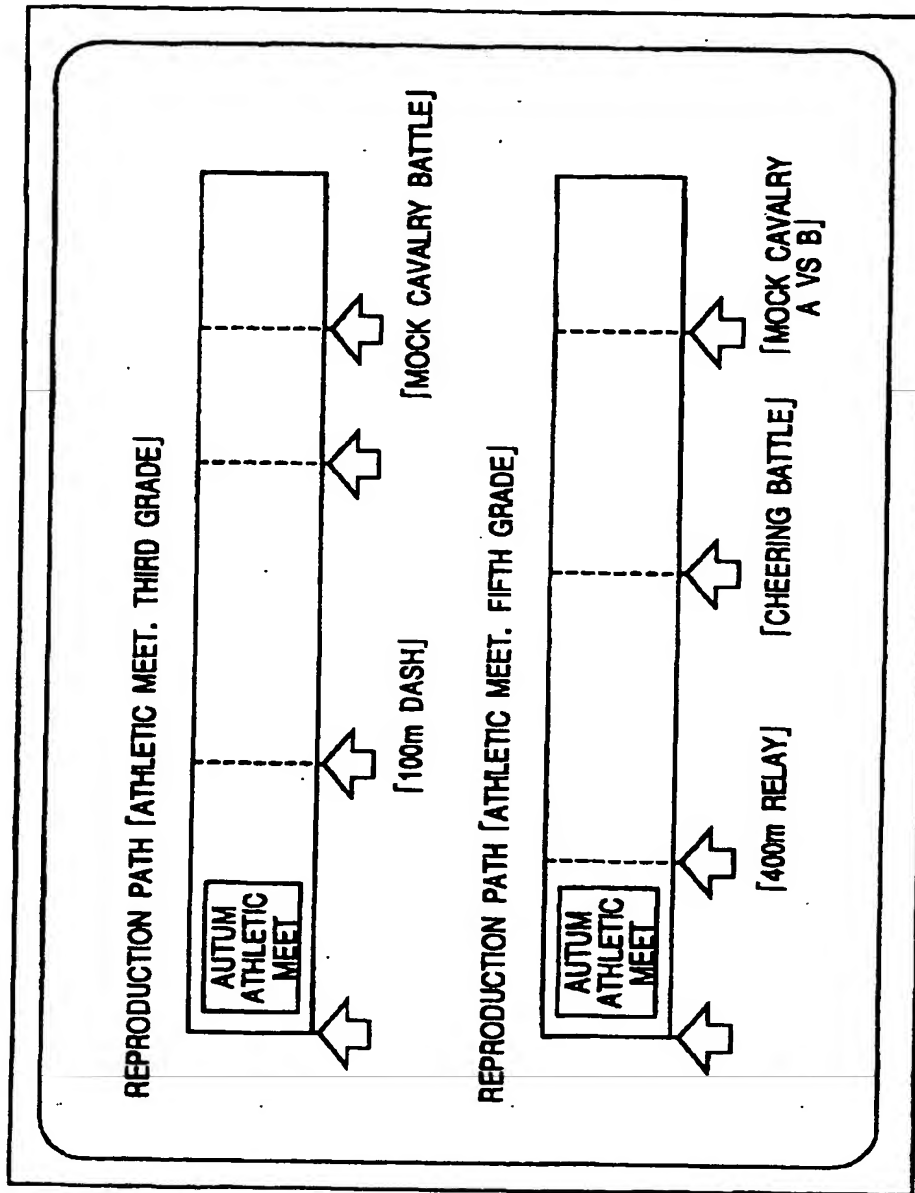 REPRODUCTION PATH ⌈ATHLETIC MEET. THIRD GRADE⌋
AUTUM
ATHLETIC
MEET
⌈100m DASH⌋
⌈MOCK CAVALRY BATTLE⌋
REPRODUCTION PATH ⌈ATHLETIC MEET. FIFTH GRADE⌋
AUTUM
ATHLETIC
MEET
⌈400m RELAY⌋
⌈CHEERING BATTLE⌋
⌈MOCK CAVALRY
A VS B⌋